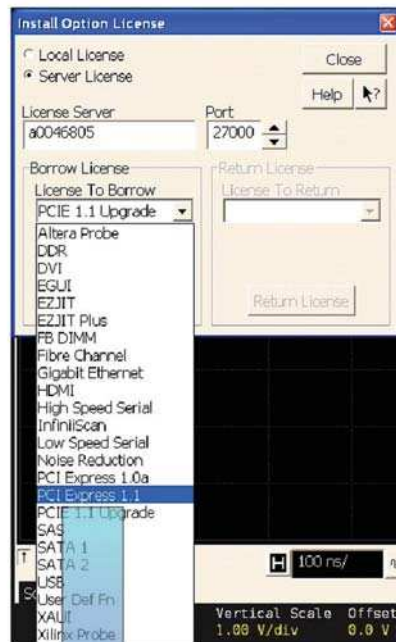 Install Option License
Local License
Server License
Close
Help
License Server
Port
a0046805
27000
Borrow License
License To Borrow
PCIE 1.1 Upgrade
Return License
License To Return
Return License
Altera Probe
DDR
DVI
EGUI
EZJIT
EZJIT Plus
FB DIMM
Fibre Channel
Gigabit Ethernet
HDMI
High Speed Serial
InfiniiScan
Low Speed Serial
Noise Reduction
PCI Express 1.0a
PCI Express 1.1
PCIE 1.1 Upgrade
SAS
SATA 1
SATA 2
USB
User Def Fn
XAUI
Xilinx Probe
H 100 ns/
Vertical Scale Offset
1.00 V/div 0.0 V